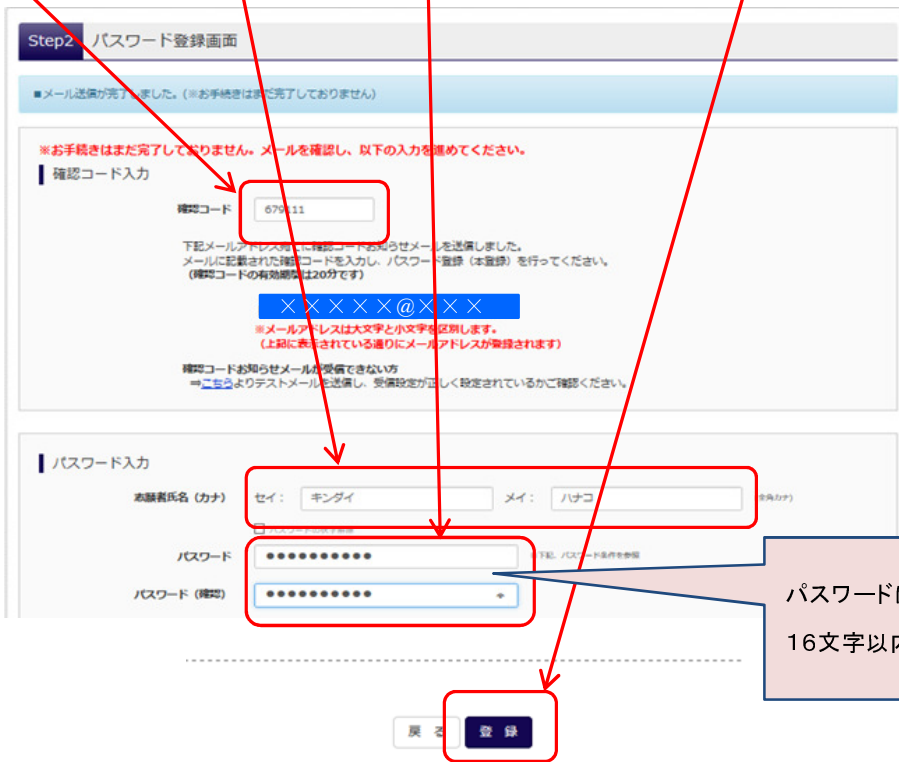 Step2 パスワード登録画面
■メール送信が完了しました。(※お手続きはまだ完了しておりません)
※お手続きはまだ完了しておりません。メールを確認し、以下の入力を進めてください。
確認コード入力
確認コード 679111
下記メールアドレス宛てに確認コードお知らせメールを送信しました。
メールに記載された確認コードを入力し、パスワード登録(本登録)を行ってください。
(確認コードの有効期間は20分です)
×××××@×××
※メールアドレスは大文字と小文字を区別します。
(上記に表示されている通りにメールアドレスが登録されます)
確認コードお知らせメールが受信できない方
⇒こちらよりテストメールを送信し、受信設定が正しく設定されているかご確認ください。
パスワード入力
志願者氏名(カナ) セイ: キンダイ メイ: ハナコ (全角カナ)
パスワード ●●●●●●●●●● ※下記、パスワード条件を参照
パスワード(確認) ●●●●●●●●●●
パスワード
16文字以内
戻る 登録